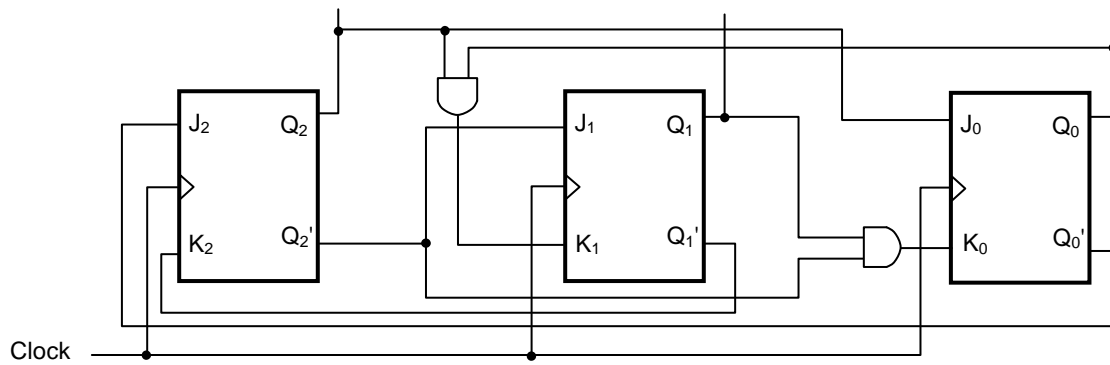 J₂ Q₂ J₁ Q₁ J₀ Q₀
K₂ Q₂' K₁ Q₁' K₀ Q₀'
Clock